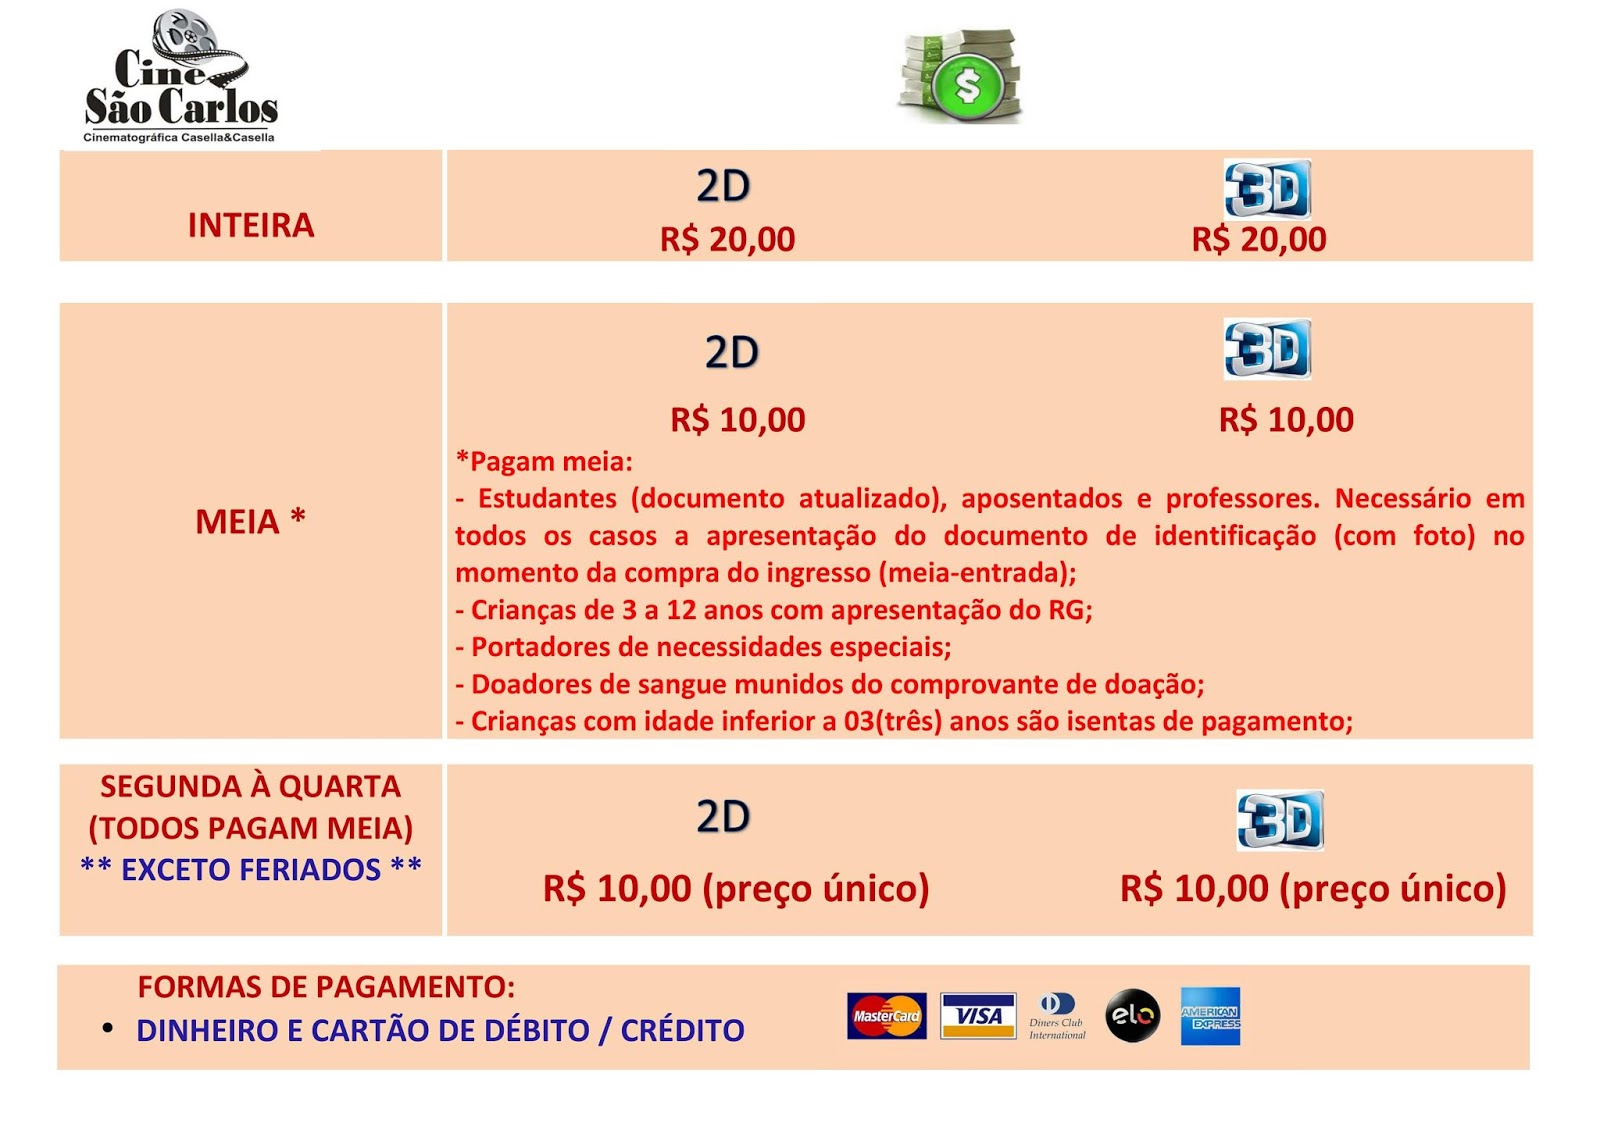 Cine
São Carlos
Cinematográfica Casella&Casella
$
INTEIRA
2D
3D
R$ 20,00
R$ 20,00
MEIA *
2D
3D
R$ 10,00
R$ 10,00
*Pagam meia:
- Estudantes (documento atualizado), aposentados e professores. Necessário em
todos os casos a apresentação do documento de identificação (com foto) no
momento da compra do ingresso (meia-entrada);
- Crianças de 3 a 12 anos com apresentação do RG;
- Portadores de necessidades especiais;
- Doadores de sangue munidos do comprovante de doação;
- Crianças com idade inferior a 03(três) anos são isentas de pagamento;
SEGUNDA À QUARTA
(TODOS PAGAM MEIA)
** EXCETO FERIADOS **
2D
3D
R$ 10,00 (preço único)
R$ 10,00 (preço único)
FORMAS DE PAGAMENTO:
• DINHEIRO E CARTÃO DE DÉBITO / CRÉDITO
MasterCard
VISA
Diners Club
International
elo
AMERICAN
EXPRESS